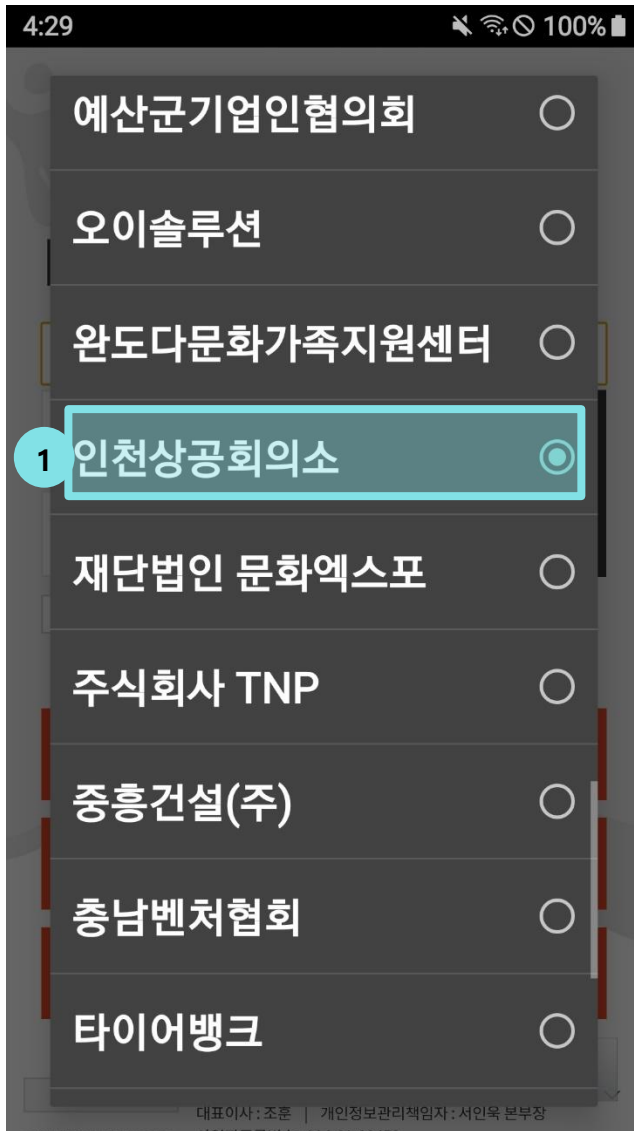 4:29 100%
예산군기업인협의회
오이솔루션
완도다문화가족지원센터
1 인천상공회의소
재단법인 문화엑스포
주식회사 TNP
중흥건설(주)
충남벤처협회
타이어뱅크
대표이사 : 조훈 | 개인정보관리책임자 : 서인욱 본부장